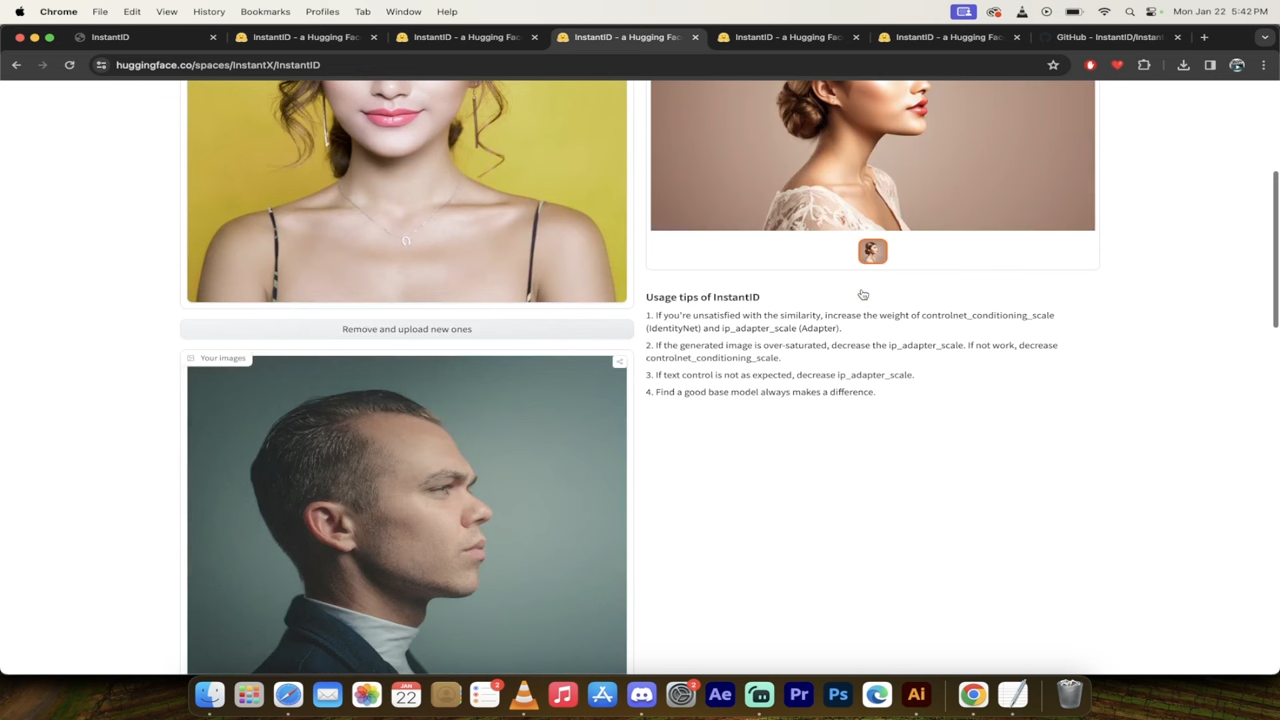 Chrome File Edit View History Bookmarks Profiles Tab Window Help Mon Jan 22 5:42 PM
InstantID InstantID – a Hugging Fac InstantID – a Hugging Fac InstantID – a Hugging Fac InstantID – a Hugging Fac InstantID – a Hugging Fac GitHub – InstantID/Instant
huggingface.co/spaces/InstantX/InstantID
Usage tips of InstantID
1. If you're unsatisfied with the similarity, increase the weight of controlnet_conditioning_scale
(IdentityNet) and ip_adapter_scale (Adapter).
2. If the generated image is over-saturated, decrease the ip_adapter_scale. If not work, decrease
controlnet_conditioning_scale.
3. If text control is not as expected, decrease ip_adapter_scale.
4. Find a good base model always makes a difference.
Remove and upload new ones
Your images
JAN
22
2
2
Ae
Pr
Ps
Ai